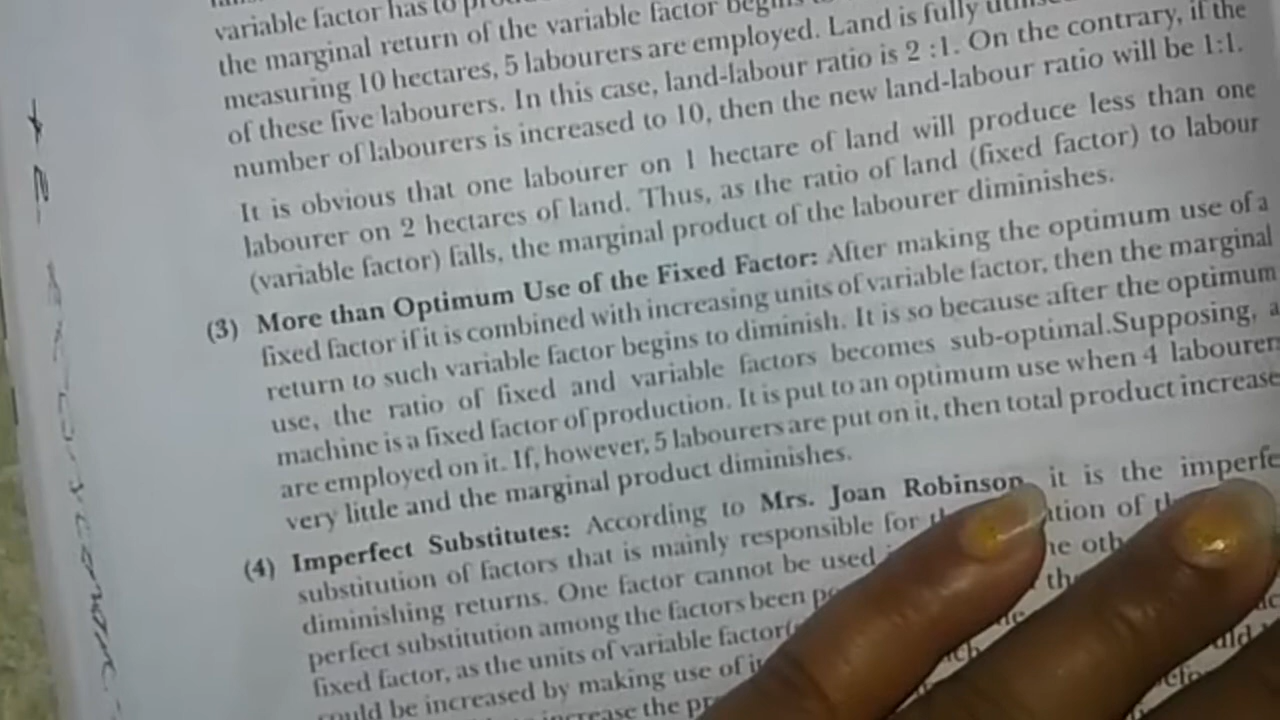 variable factor has to
the marginal return of the variable factor begins
measuring 10 hectares, 5 labourers are employed. Land is fully
of these five labourers. In this case, land-labour ratio is 2 :1. On the contrary, if the
number of labourers is increased to 10, then the new land-labour ratio will be 1:1.
It is obvious that one labourer on 1 hectare of land will produce less than one
labourer on 2 hectares of land. Thus, as the ratio of land (fixed factor) to labour
(variable factor) falls, the marginal product of the labourer diminishes.
(3) More than Optimum Use of the Fixed Factor: After making the optimum use of a
fixed factor if it is combined with increasing units of variable factor, then the marginal
return to such variable factor begins to diminish. It is so because after the optimum
use, the ratio of fixed and variable factors becomes sub-optimal.Supposing, a
machine is a fixed factor of production. It is put to an optimum use when 4 labourers
are employed on it. If, however, 5 labourers are put on it, then total product increase
very little and the marginal product diminishes.
(4) Imperfect Substitutes: According to Mrs. Joan Robinson, it is the
substitution of factors that is mainly responsible for of
diminishing returns. One factor cannot be used
perfect substitution among the factors been
fixed factor, as the units of variable
could be increased by making use of
increase the